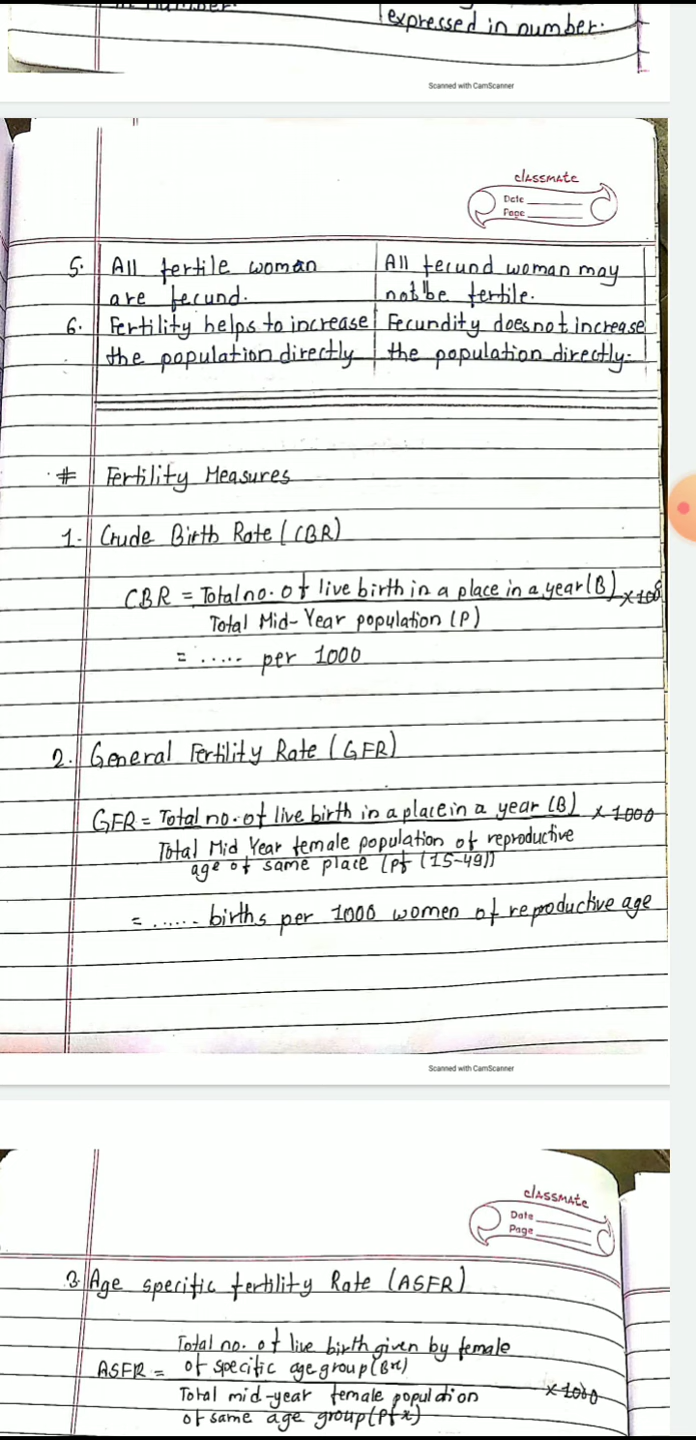 in number.
expressed in number.
Scanned with CamScanner
classmate
Date
Page
5. All fertile woman are fecund. | All fecund woman may not be fertile.
6. Fertility helps to increase the population directly | Fecundity does not increase the population directly.
# Fertility Measures
1. Crude Birth Rate (CBR)
CBR = Total no. of live birth in a place in a year (B) × 100
Total Mid-Year population (P)
= ..... per 1000
2. General Fertility Rate (GFR)
GFR = Total no. of live birth in a place in a year (B) × 1000
Total Mid Year female population of reproductive
age of same place (Pf (15-49))
= ...... births per 1000 women of reproductive age
Scanned with CamScanner
classmate
Date
Page
3. Age specific fertility Rate (ASFR)
Total no. of live birth given by female
ASFR = of specific age group (Bx)
Total mid-year female population × 1000
of same age group (Pfx)